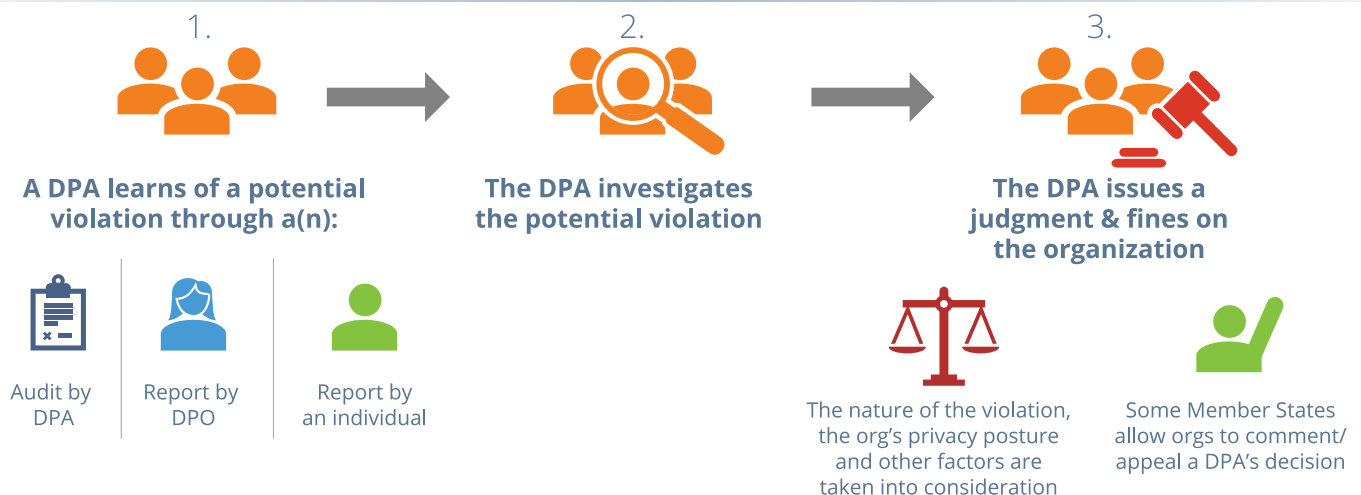 1.
A DPA learns of a potential
violation through a(n):
Audit by
DPA
Report by
DPO
Report by
an individual
2.
The DPA investigates
the potential violation
3.
The DPA issues a
judgment & fines on
the organization
The nature of the violation,
the org's privacy posture
and other factors are
taken into consideration
Some Member States
allow orgs to comment/
appeal a DPA's decision